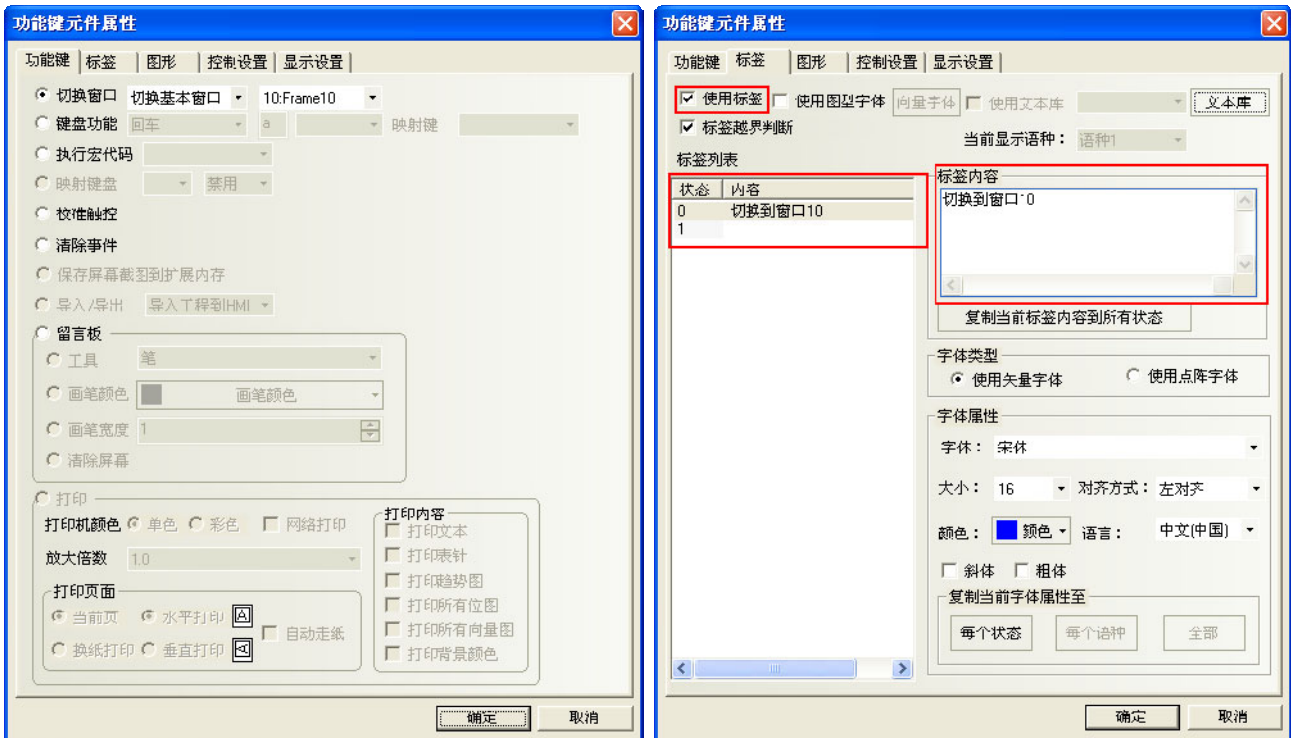 功能键元件属性
功能键 标签 图形 控制设置 显示设置
切换窗口 切换基本窗口 10:Frame10
键盘功能 回车 a 映射键
执行宏代码
映射键盘 禁用
校准触控
清除事件
保存屏幕截图到扩展内存
导入/导出 导入工程到HMI
留言板
工具 笔
画笔颜色 画笔颜色
画笔宽度 1
清除屏幕
打印
打印机颜色 单色 彩色 网络打印
放大倍数 1.0
打印页面
当前页 水平打印 A
换纸打印 垂直打印 A
自动走纸
打印内容
打印文本
打印表针
打印趋势图
打印所有位图
打印所有向量图
打印背景颜色
确定 取消
功能键元件属性
功能键 标签 图形 控制设置 显示设置
使用标签 使用图型字体 向量字体 使用文本库 文本库
标签越界判断
当前显示语种: 语种1
标签列表
状态 内容
0 切换到窗口10
1
标签内容
切换到窗口10
复制当前标签内容到所有状态
字体类型
使用矢量字体 使用点阵字体
字体属性
字体: 宋体
大小: 16 对齐方式: 左对齐
颜色: 颜色 语言: 中文(中国)
斜体 粗体
复制当前字体属性至
每个状态 每个语种 全部
确定 取消